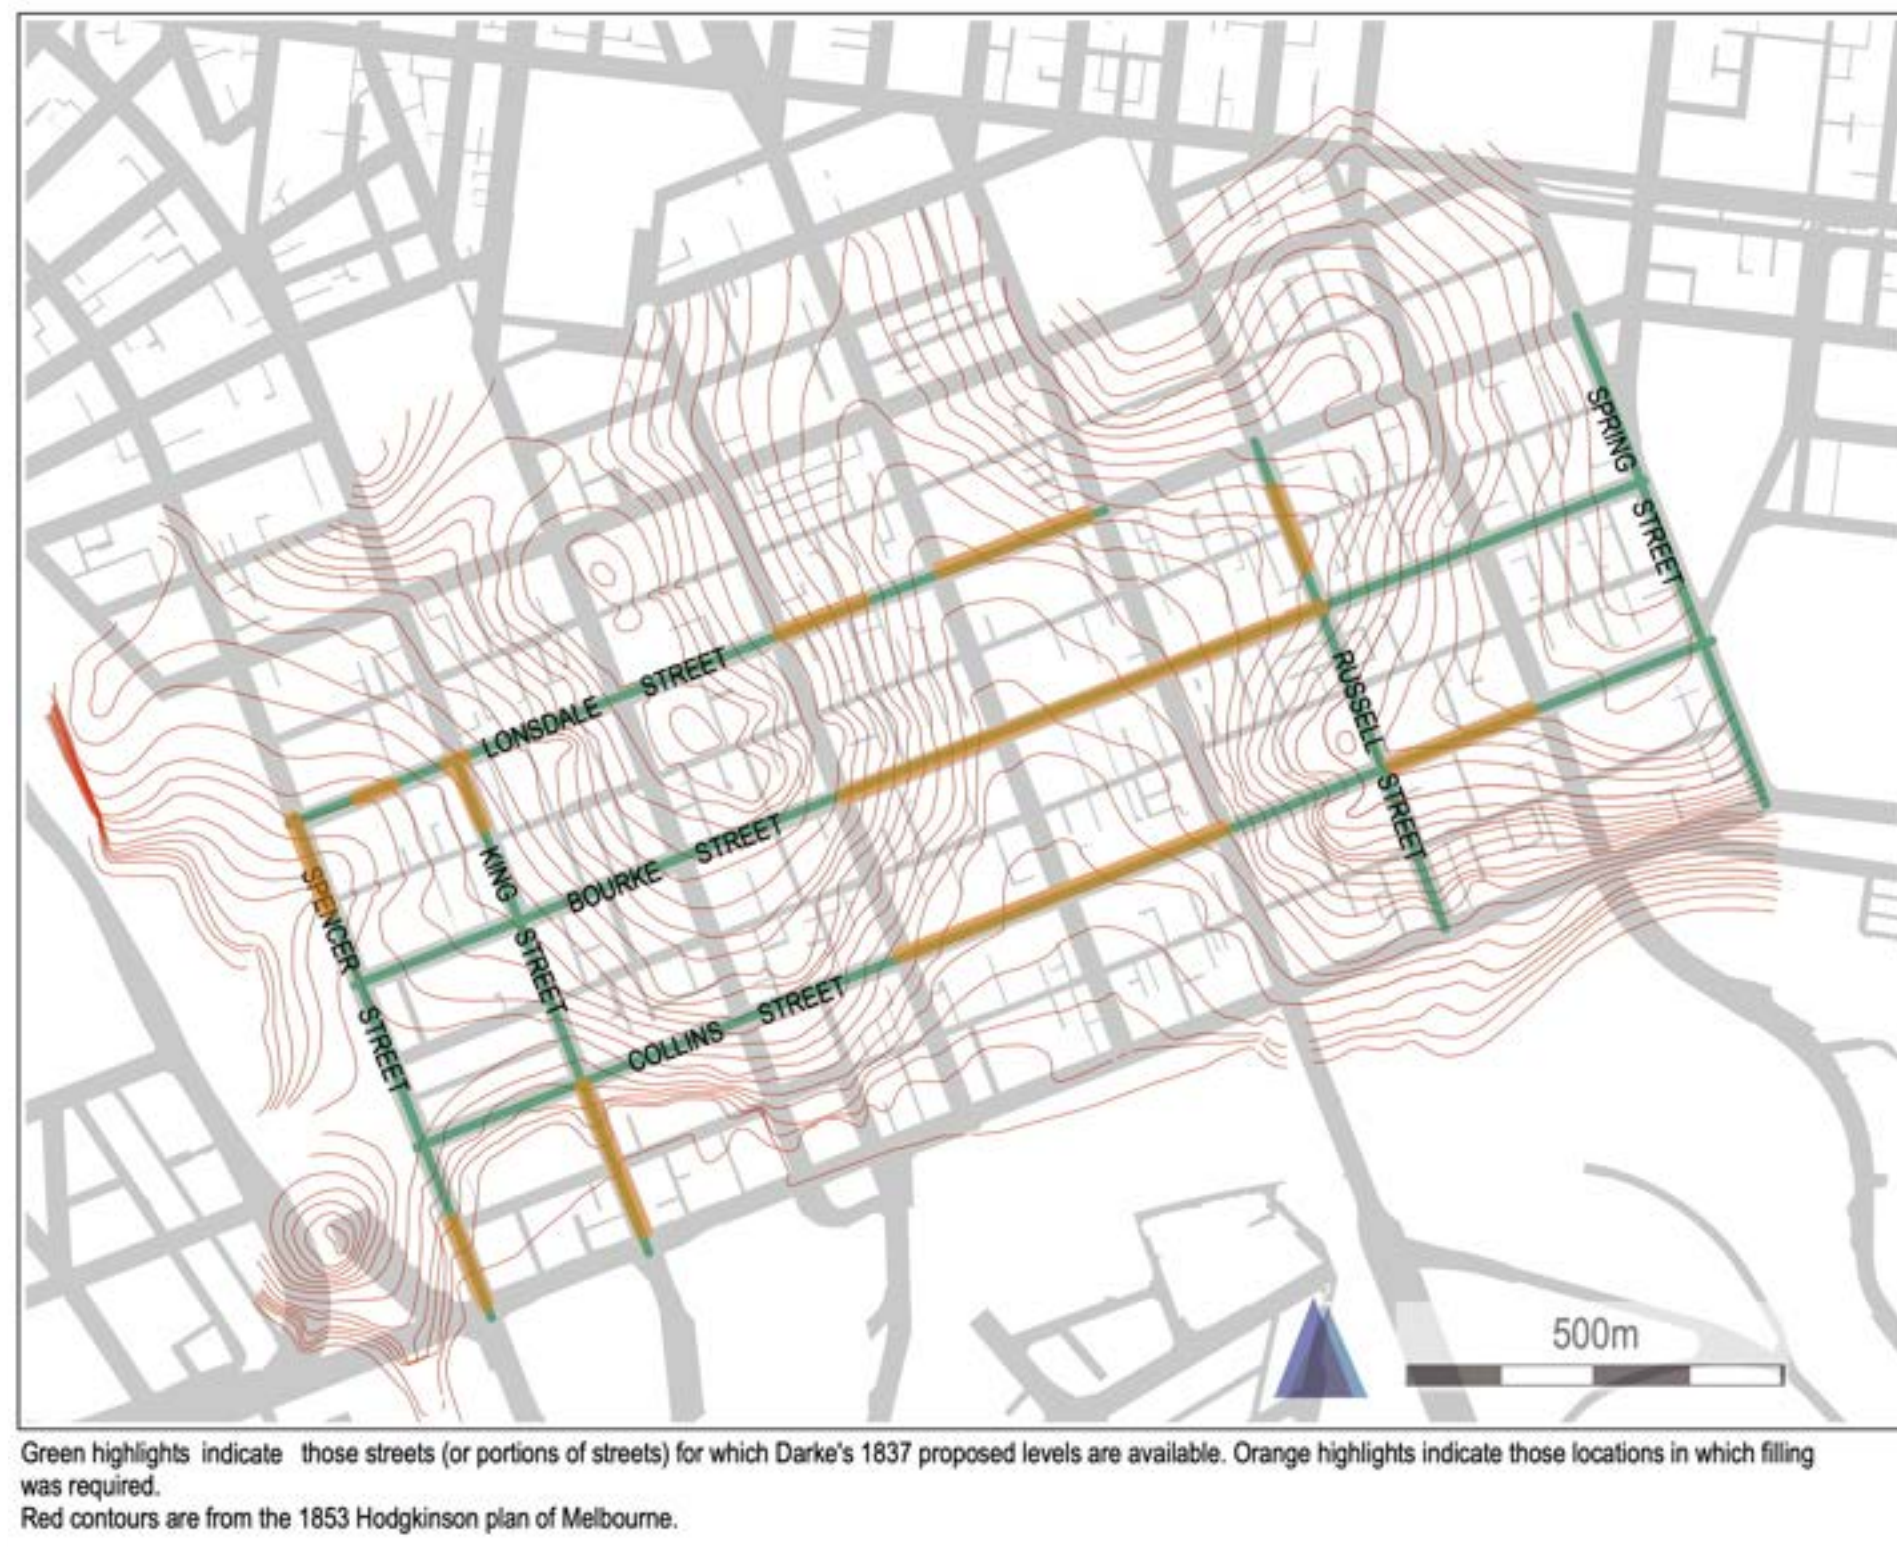 SPRING STREET
LONSDALE STREET
RUSSELL STREET
KING STREET
BOURKE STREET
SPENCER STREET
COLLINS STREET
500m
Green highlights indicate those streets (or portions of streets) for which Darke's 1837 proposed levels are available. Orange highlights indicate those locations in which filling
was required.
Red contours are from the 1853 Hodgkinson plan of Melbourne.